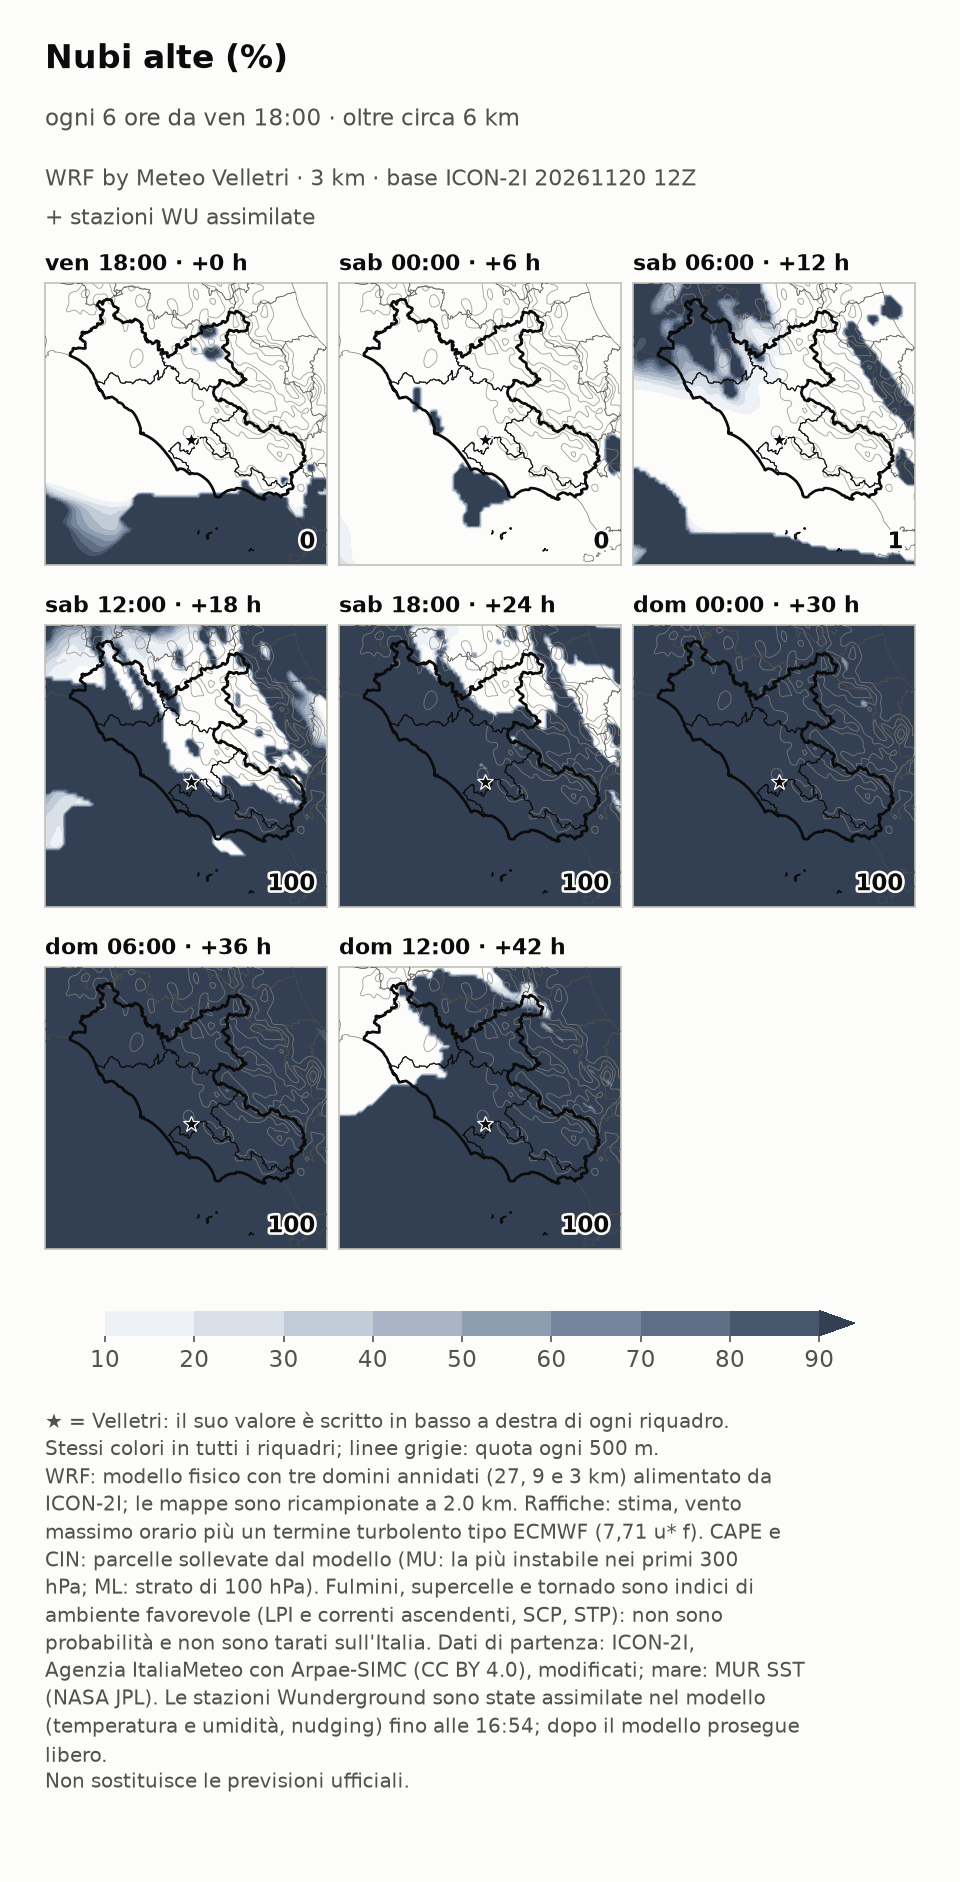 Nubi alte (%)
ogni 6 ore da ven 18:00 · oltre circa 6 km
WRF by Meteo Velletri · 3 km · base ICON-2I 20261120 12Z
+ stazioni WU assimilate
ven 18:00 · +0 h
sab 00:00 · +6 h
sab 06:00 · +12 h
0
0
1
sab 12:00 · +18 h
sab 18:00 · +24 h
dom 00:00 · +30 h
100
100
100
dom 06:00 · +36 h
dom 12:00 · +42 h
100
100
10 20 30 40 50 60 70 80 90
★ = Velletri: il suo valore è scritto in basso a destra di ogni riquadro.
Stessi colori in tutti i riquadri; linee grigie: quota ogni 500 m.
WRF: modello fisico con tre domini annidati (27, 9 e 3 km) alimentato da
ICON-2I; le mappe sono ricampionate a 2.0 km. Raffiche: stima, vento
massimo orario più un termine turbolento tipo ECMWF (7,71 u* f). CAPE e
CIN: parcelle sollevate dal modello (MU: la più instabile nei primi 300
hPa; ML: strato di 100 hPa). Fulmini, supercelle e tornado sono indici di
ambiente favorevole (LPI e correnti ascendenti, SCP, STP): non sono
probabilità e non sono tarati sull'Italia. Dati di partenza: ICON-2I,
Agenzia ItaliaMeteo con Arpae-SIMC (CC BY 4.0), modificati; mare: MUR SST
(NASA JPL). Le stazioni Wunderground sono state assimilate nel modello
(temperatura e umidità, nudging) fino alle 16:54; dopo il modello prosegue
libero.
Non sostituisce le previsioni ufficiali.